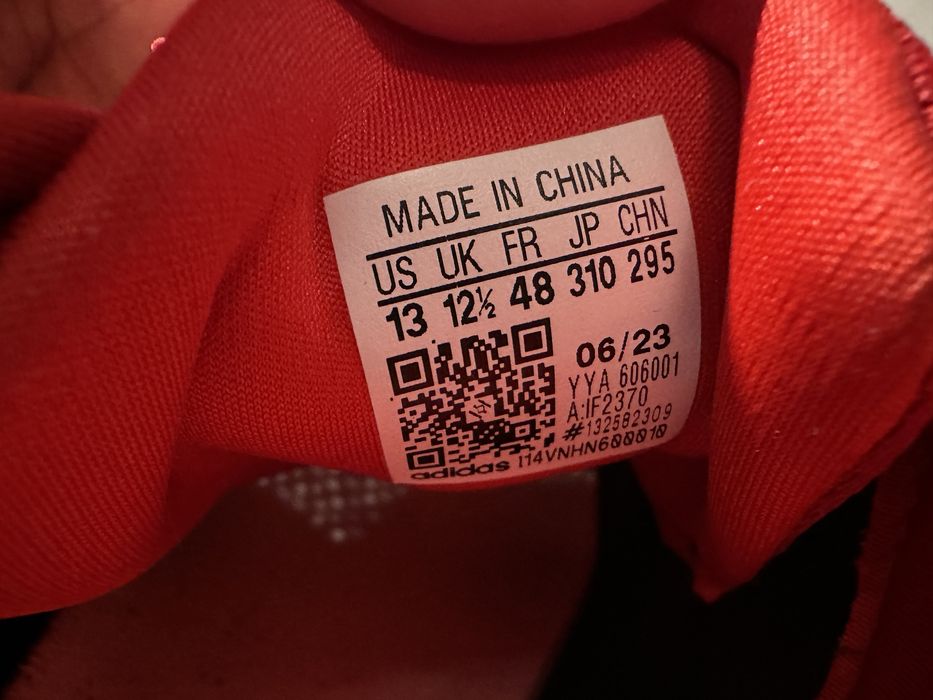 MADE IN CHINA
US UK FR JP CHN
13 12½ 48 310 295
06/23
YYA 606001
A:IF2370
#132582309
adidas 114VNHN600010